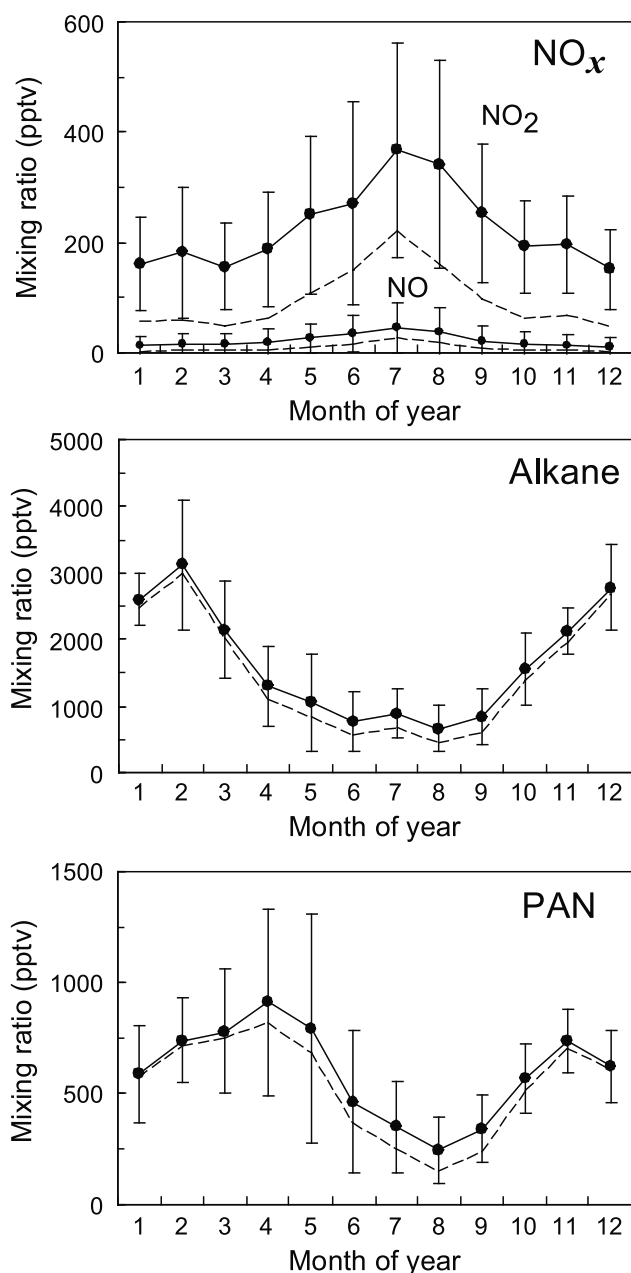 600
400
200
0
Mixing ratio (pptv)
NOx
NO2
NO
1 2 3 4 5 6 7 8 9 10 11 12
Month of year
5000
4000
3000
2000
1000
0
Mixing ratio (pptv)
Alkane
1 2 3 4 5 6 7 8 9 10 11 12
Month of year
1500
1000
500
0
Mixing ratio (pptv)
PAN
1 2 3 4 5 6 7 8 9 10 11 12
Month of year